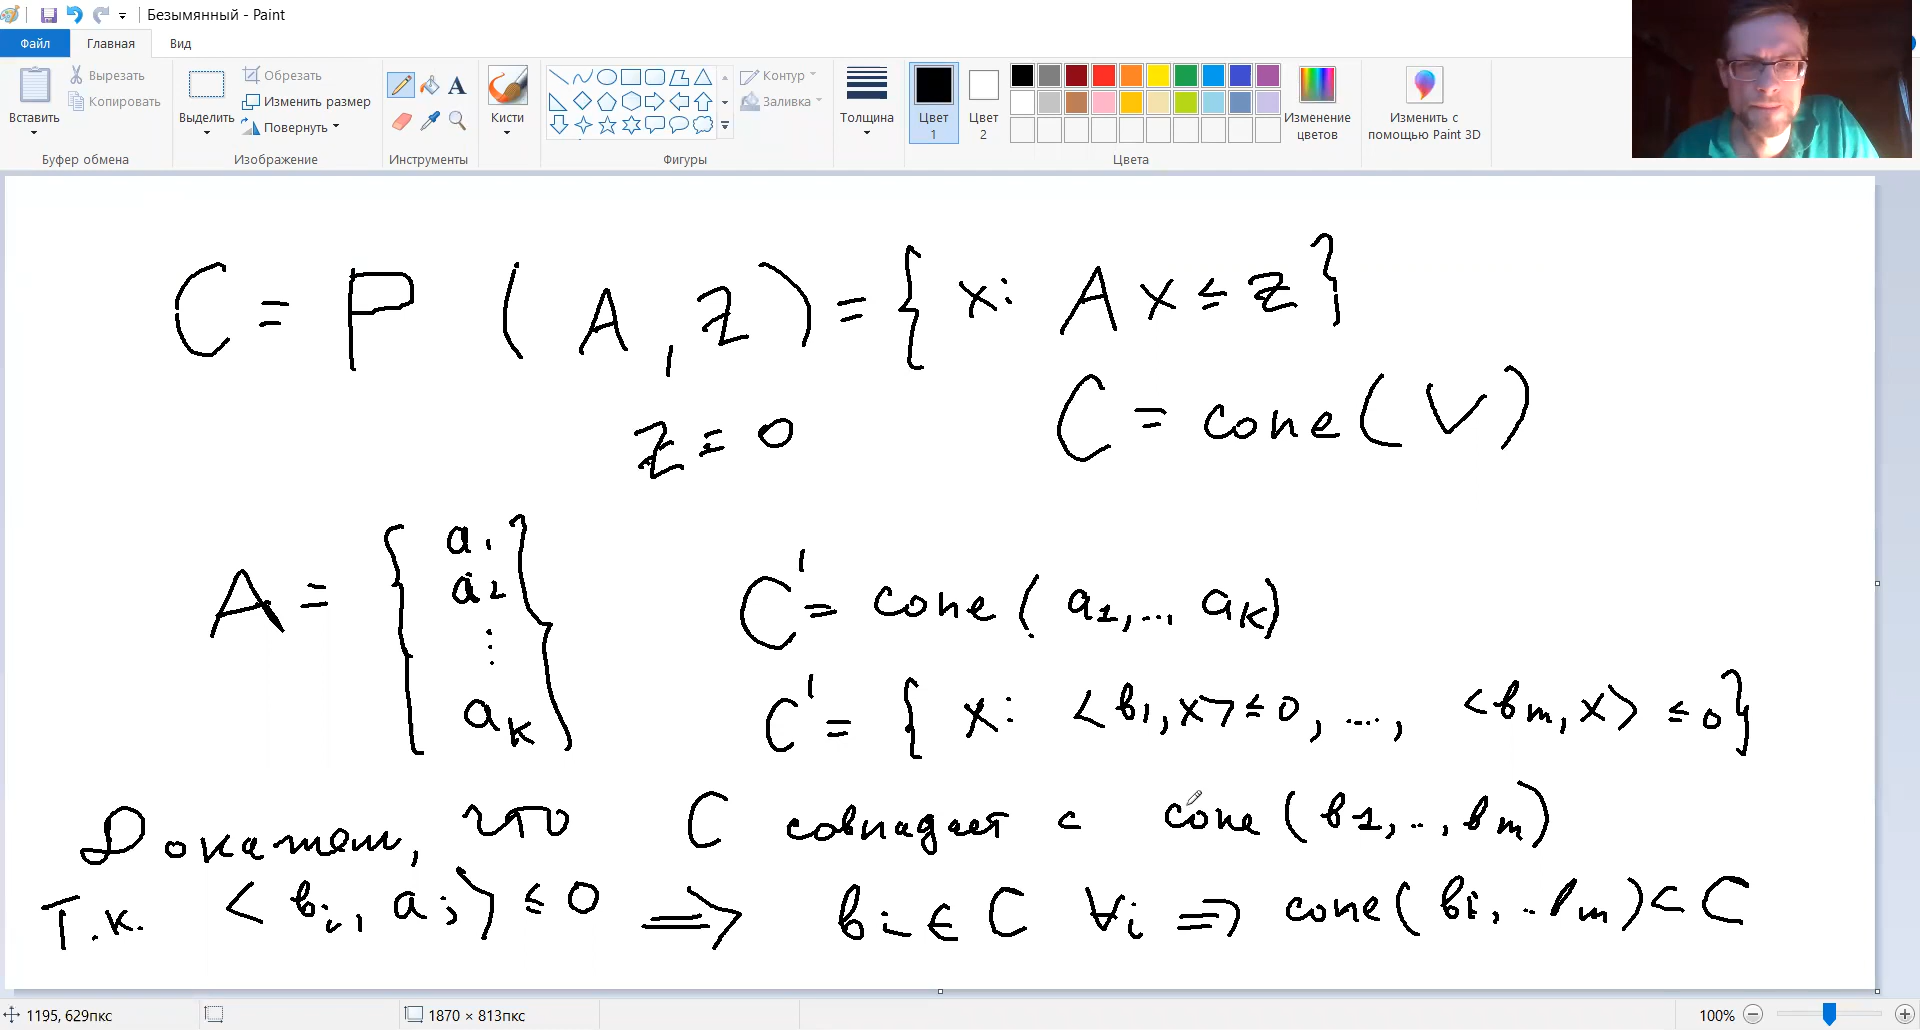 Безымянный - Paint
Файл Главная Вид
Вставить
Вырезать
Копировать
Буфер обмена
Выделить
Обрезать
Изменить размер
Повернуть
Изображение
A
Инструменты
Кисти
Контур
Заливка
Фигуры
Толщина
Цвет 1
Цвет 2
Изменение цветов
Цвета
Изменить с помощью Paint 3D
C = P (A, z) = { x: A x ≤ z }
z = 0
C = cone ( V )
A = { a1 a2 ⋮ ak }
C' = cone ( a1, ... ak )
C' = { x: <b1, x> ≤ 0, ..., <bm, x> ≤ 0 }
Докажем, что C совпадает с cone (b1, .., bm)
Т.к. < bi, aj > ≤ 0 ⟹ bi ∈ C ∀i ⟹ cone (b1, .. bm) ⊂ C
1195, 629пкс
1870 × 813пкс
100%